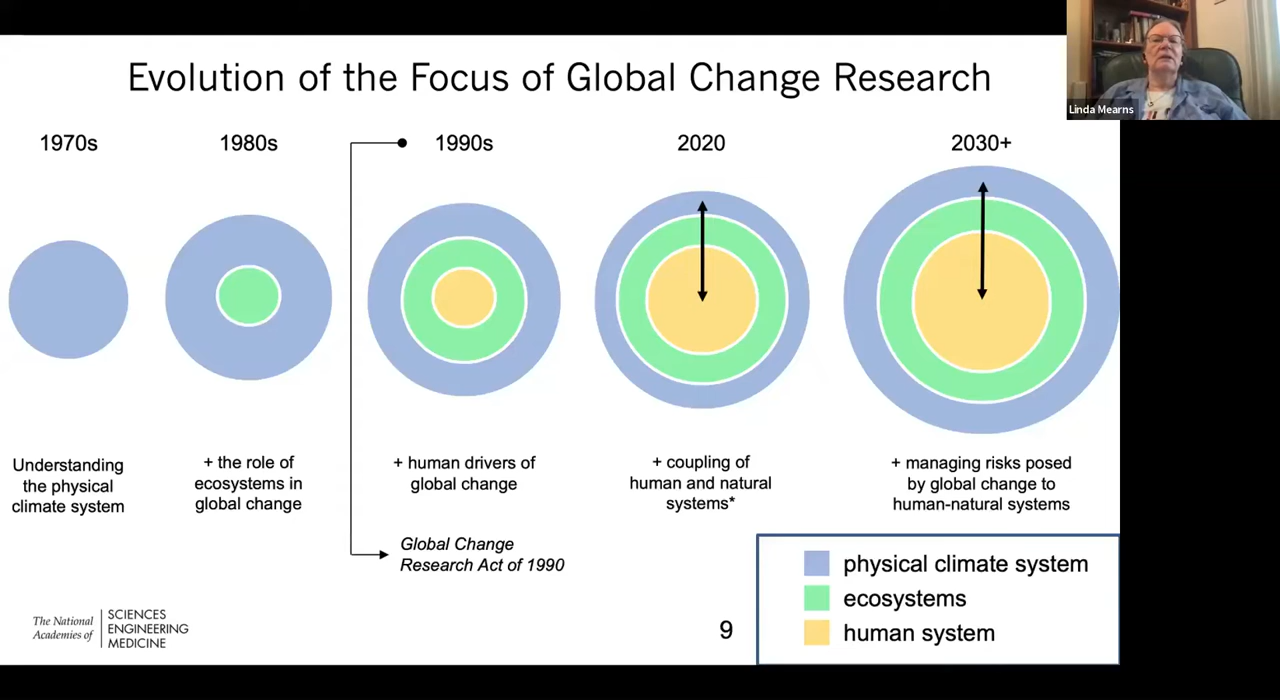 Evolution of the Focus of Global Change Research
Linda Mearns
1970s
1980s
1990s
2020
2030+
Understanding
the physical
climate system
+ the role of
ecosystems in
global change
+ human drivers of
global change
+ coupling of
human and natural
systems*
+ managing risks posed
by global change to
human-natural systems
Global Change
Research Act of 1990
physical climate system
ecosystems
human system
The National
Academies of
SCIENCES
ENGINEERING
MEDICINE
9